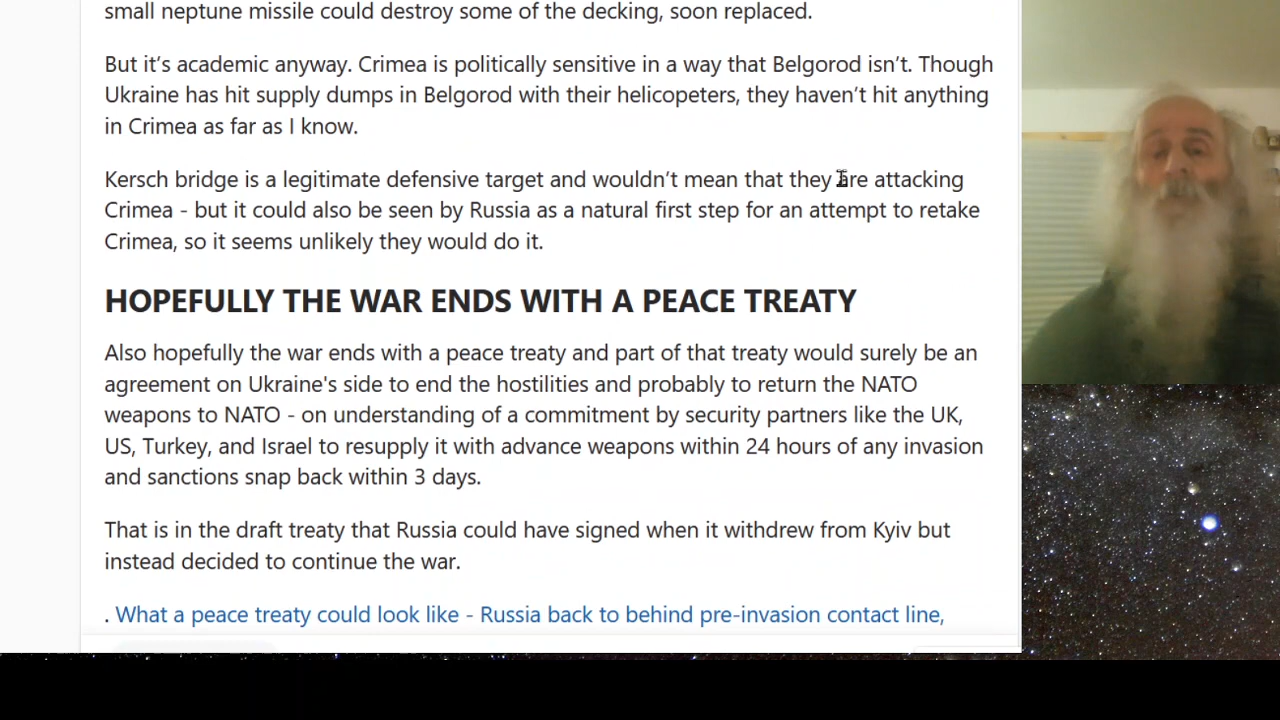 small neptune missile could destroy some of the decking, soon replaced.
But it’s academic anyway. Crimea is politically sensitive in a way that Belgorod isn’t. Though
Ukraine has hit supply dumps in Belgorod with their helicopeters, they haven’t hit anything
in Crimea as far as I know.
Kersch bridge is a legitimate defensive target and wouldn’t mean that they are attacking
Crimea - but it could also be seen by Russia as a natural first step for an attempt to retake
Crimea, so it seems unlikely they would do it.
HOPEFULLY THE WAR ENDS WITH A PEACE TREATY
Also hopefully the war ends with a peace treaty and part of that treaty would surely be an
agreement on Ukraine's side to end the hostilities and probably to return the NATO
weapons to NATO - on understanding of a commitment by security partners like the UK,
US, Turkey, and Israel to resupply it with advance weapons within 24 hours of any invasion
and sanctions snap back within 3 days.
That is in the draft treaty that Russia could have signed when it withdrew from Kyiv but
instead decided to continue the war.
. What a peace treaty could look like - Russia back to behind pre-invasion contact line,